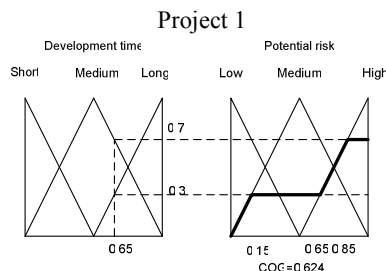 Project 1
Development time
Potential risk
Short
Medium
Long
Low
Medium
High
0 7
0 3
0 65
0 15
0 65
0 85
COG=0 624